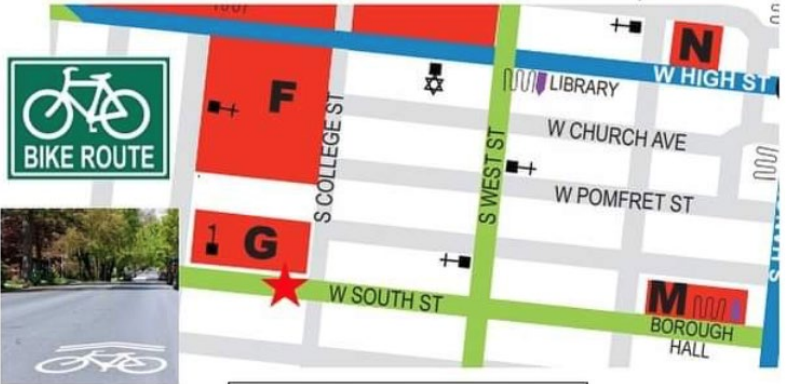 BIKE ROUTE
F
N
W HIGH ST
LIBRARY
W CHURCH AVE
S COLLEGE ST
S WEST ST
W POMFRET ST
1
G
W SOUTH ST
M
BOROUGH
HALL